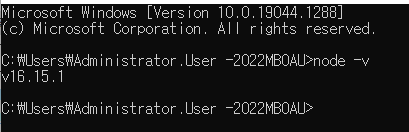 Microsoft Windows [Version 10.0.19044.1288]
(c) Microsoft Corporation. All rights reserved.
C:₩Users₩Administrator.User -2022MBOAU>node -v
v16.15.1
C:₩Users₩Administrator.User -2022MBOAU>